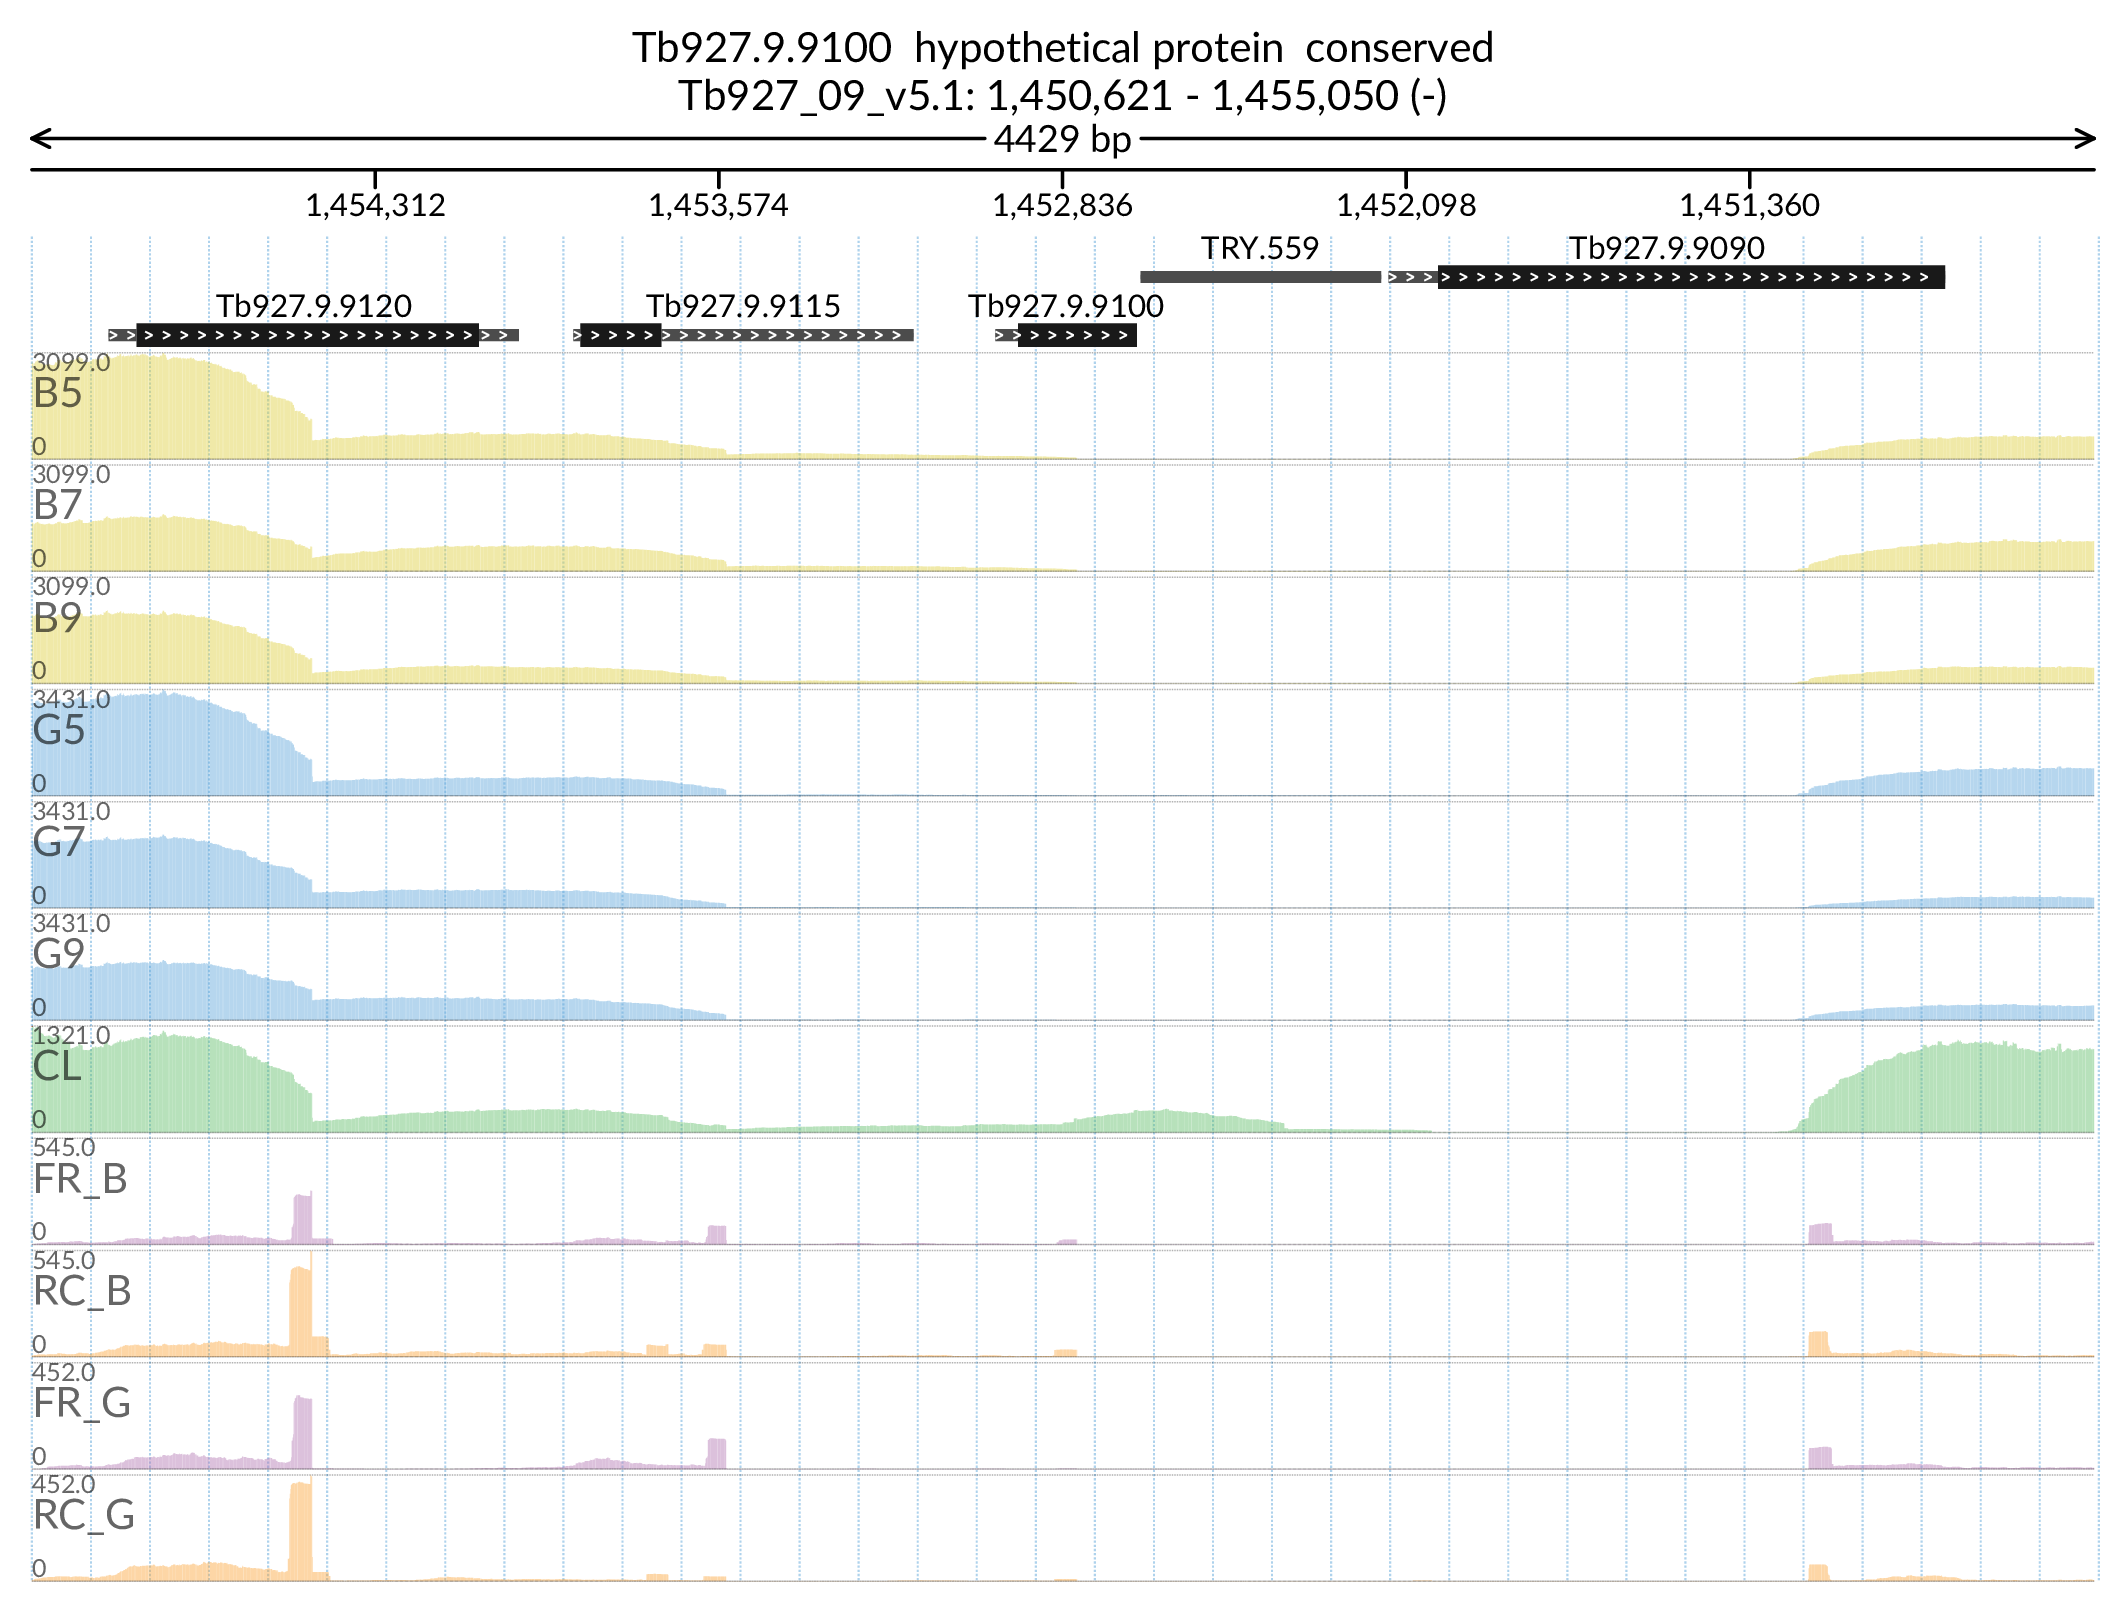 Tb927.9.9100  hypothetical protein  conserved
Tb927_09_v5.1: 1,450,621 - 1,455,050 (-)
4429 bp
1,454,312 1,453,574 1,452,836 1,452,098 1,451,360
TRY.559 Tb927.9.9090
Tb927.9.9120 Tb927.9.9115 Tb927.9.9100
3099.0
B5
0
3099.0
B7
0
3099.0
B9
0
3431.0
G5
0
3431.0
G7
0
3431.0
G9
0
1321.0
CL
0
545.0
FR_B
0
545.0
RC_B
0
452.0
FR_G
0
452.0
RC_G
0